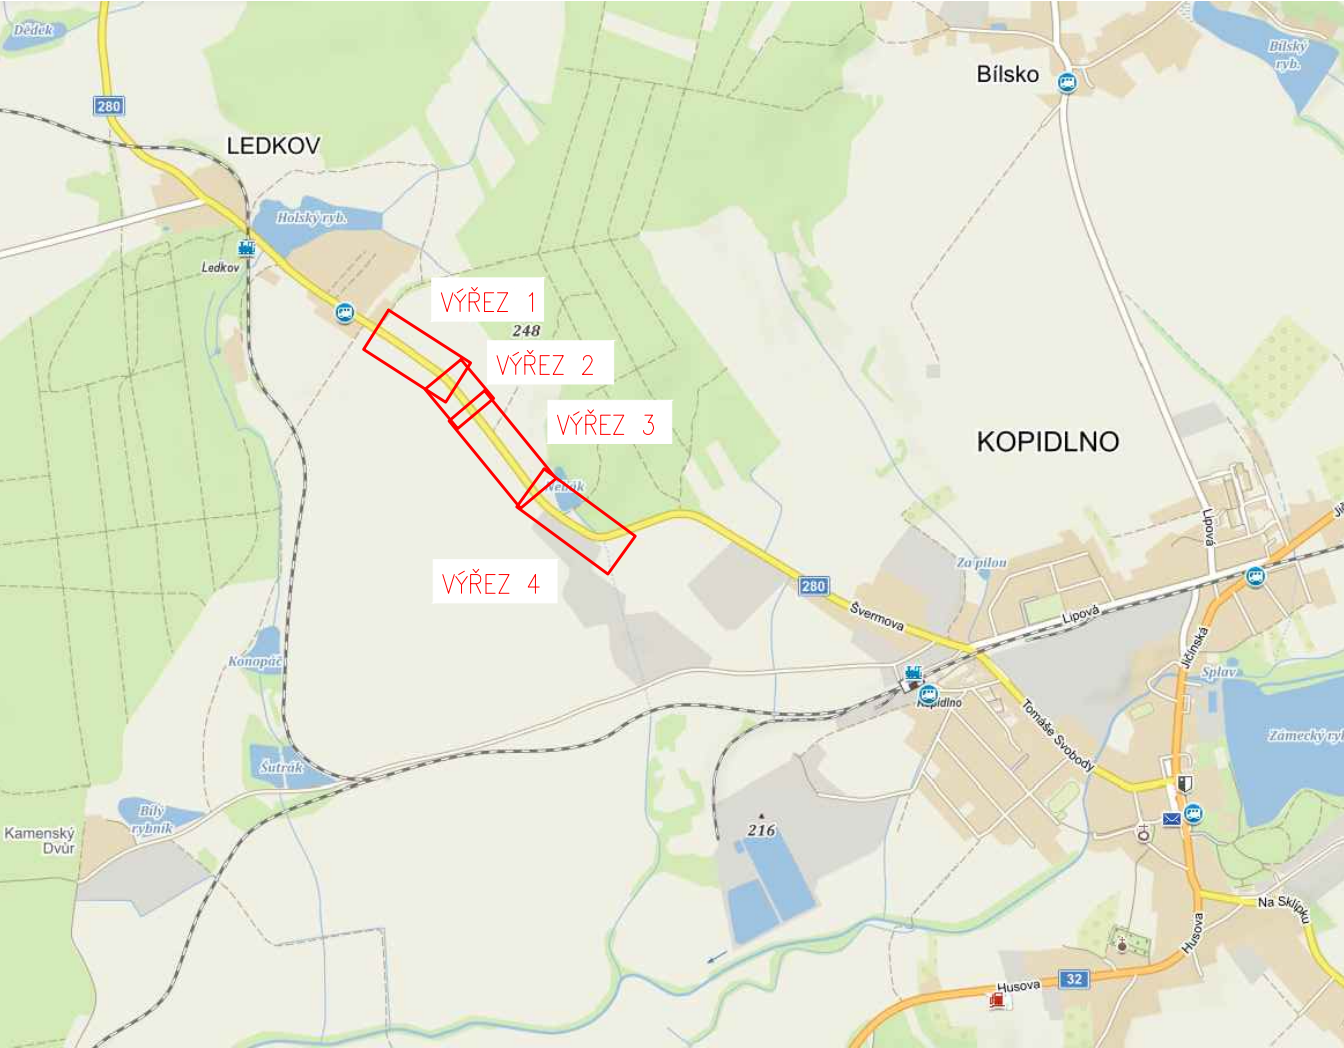 Dědek
Bílský
ryb.
Bílsko
280
LEDKOV
Holský ryb.
Ledkov
VÝŘEZ 1
248
VÝŘEZ 2
VÝŘEZ 3
KOPIDLNO
Nebák
Lipová
VÝŘEZ 4
Za pilou
280
Švermova
Lipová
Jičínská
Konopáč
Splav
Kopidlno
Tomáše Svobody
Zámecký ryb
Šutrák
Bílý
rybník
Kamenský
Dvůr
216
Na Sklípku
Husova
32
Husova